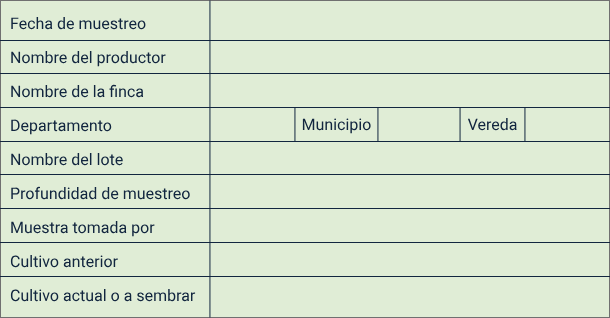 Fecha de muestreo
Nombre del productor
Nombre de la finca
Departamento Municipio Vereda
Nombre del lote
Profundidad de muestreo
Muestra tomada por
Cultivo anterior
Cultivo actual o a sembrar